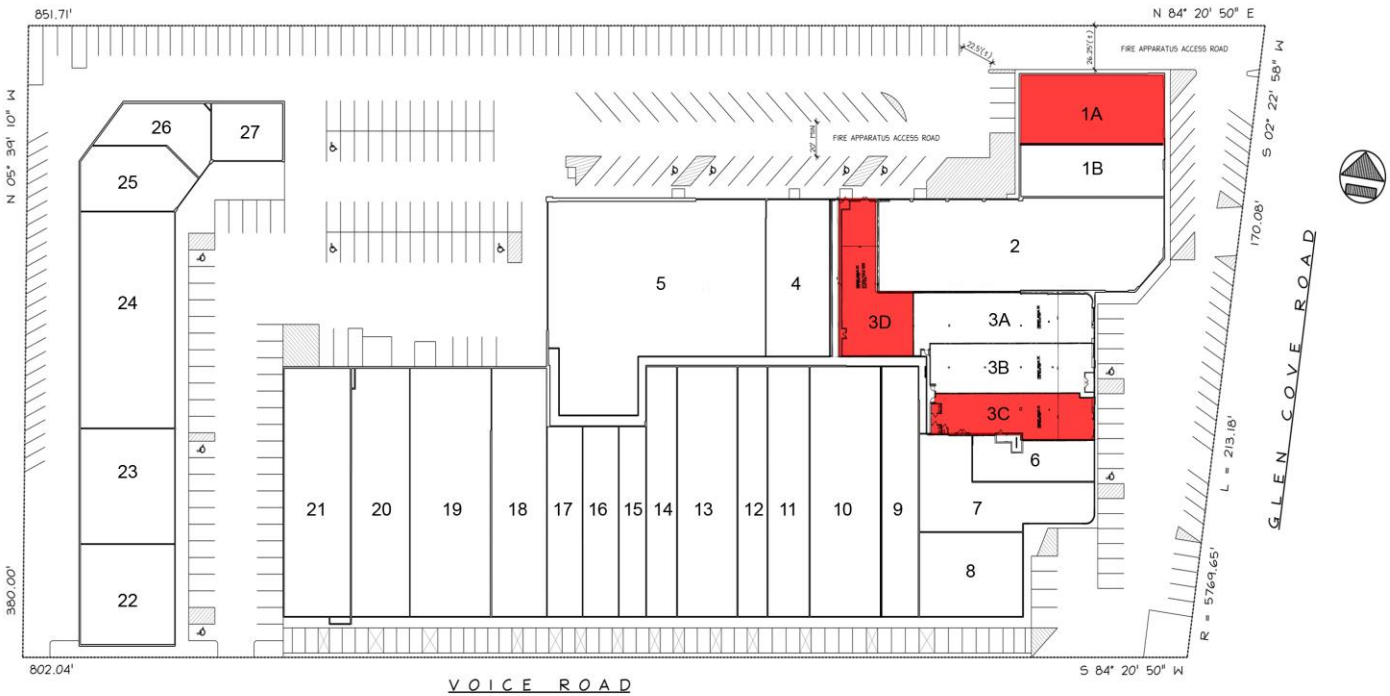 851.71'
N 84° 20' 50" E
FIRE APPARATUS ACCESS ROAD
22.5'(±)
26.25'(±)
S 02° 22' 58" W
N 05° 39' 10" W
1A
26
27
20' MIN
FIRE APPARATUS ACCESS ROAD
1B
25
170.08'
2
24
5
4
3D
3A
3B
3C
GLEN COVE ROAD
6
23
21
20
19
18
17
16
15
14
13
12
11
10
9
7
L = 213.18'
8
22
380.00'
R = 5769.65'
802.04'
S 84° 20' 50" W
VOICE ROAD